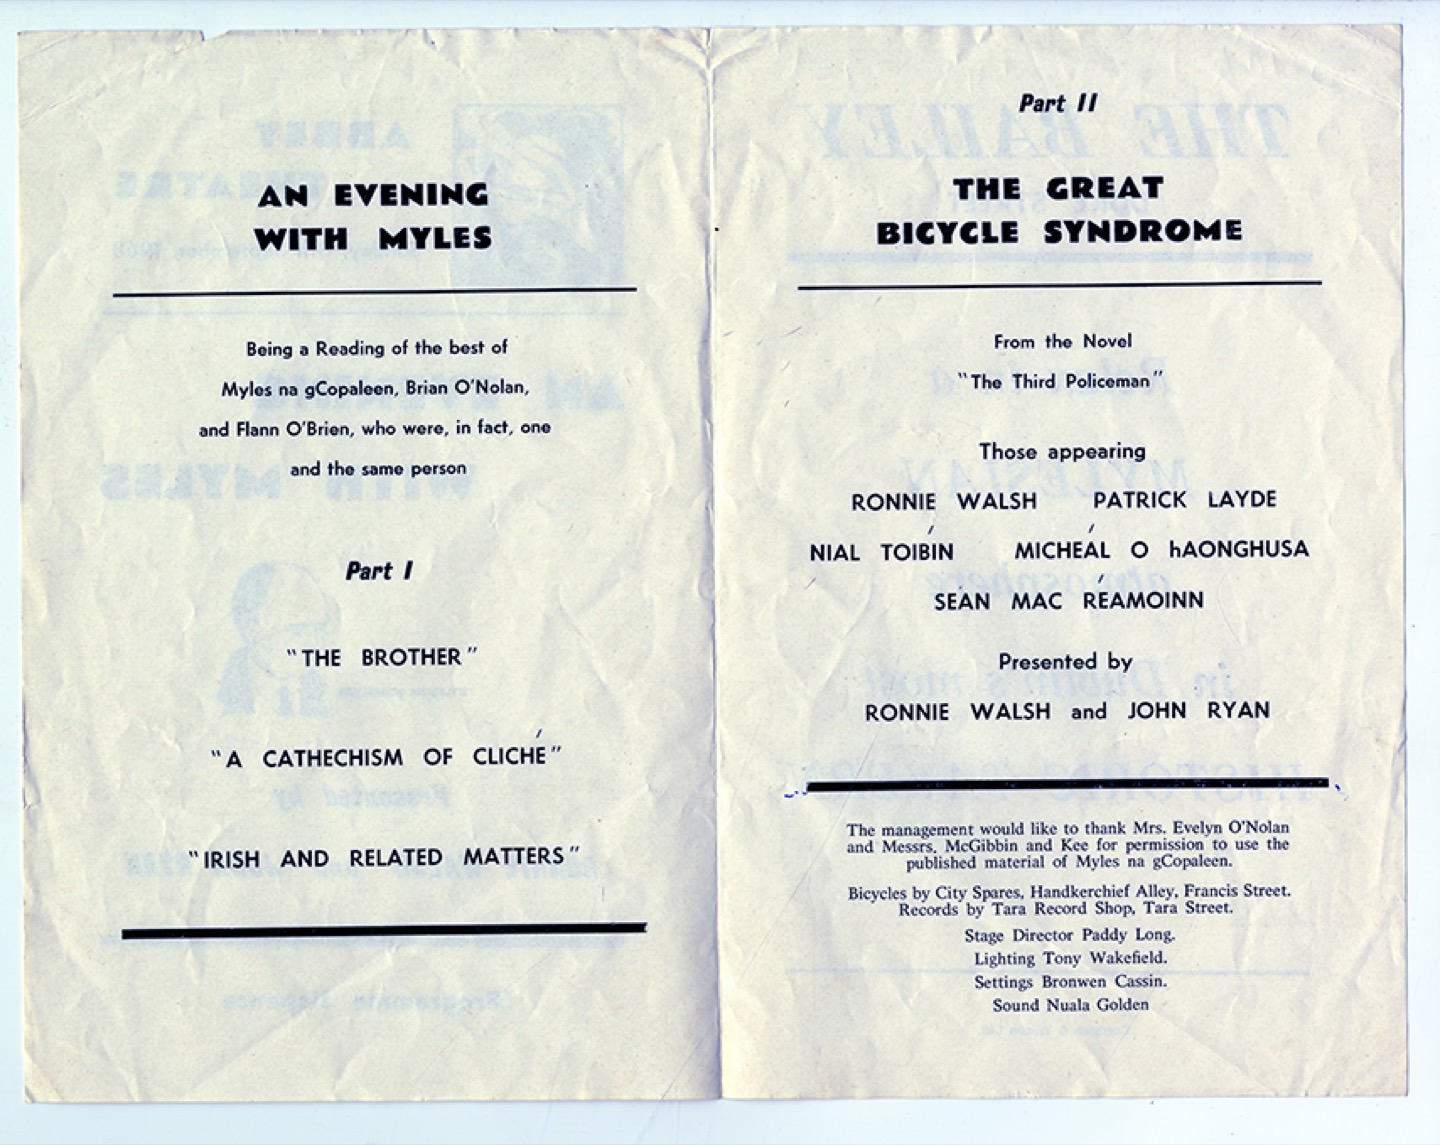 AN EVENING
WITH MYLES
Being a Reading of the best of
Myles na gCopaleen, Brian O'Nolan,
and Flann O'Brien, who were, in fact, one
and the same person
Part I
"THE BROTHER"
"A CATHECHISM OF CLICHÉ"
"IRISH AND RELATED MATTERS"
Part II
THE GREAT
BICYCLE SYNDROME
From the Novel
"The Third Policeman"
Those appearing
RONNIE WALSH PATRICK LAYDE
NIAL TOIBÍN MICHEÁL O hAONGHUSA
SEAN MAC RÉAMOINN
Presented by
RONNIE WALSH and JOHN RYAN
The management would like to thank Mrs. Evelyn O'Nolan
and Messrs. McGibbin and Kee for permission to use the
published material of Myles na gCopaleen.
Bicycles by City Spares, Handkerchief Alley, Francis Street.
Records by Tara Record Shop, Tara Street.
Stage Director Paddy Long.
Lighting Tony Wakefield.
Settings Bronwen Cassin.
Sound Nuala Golden